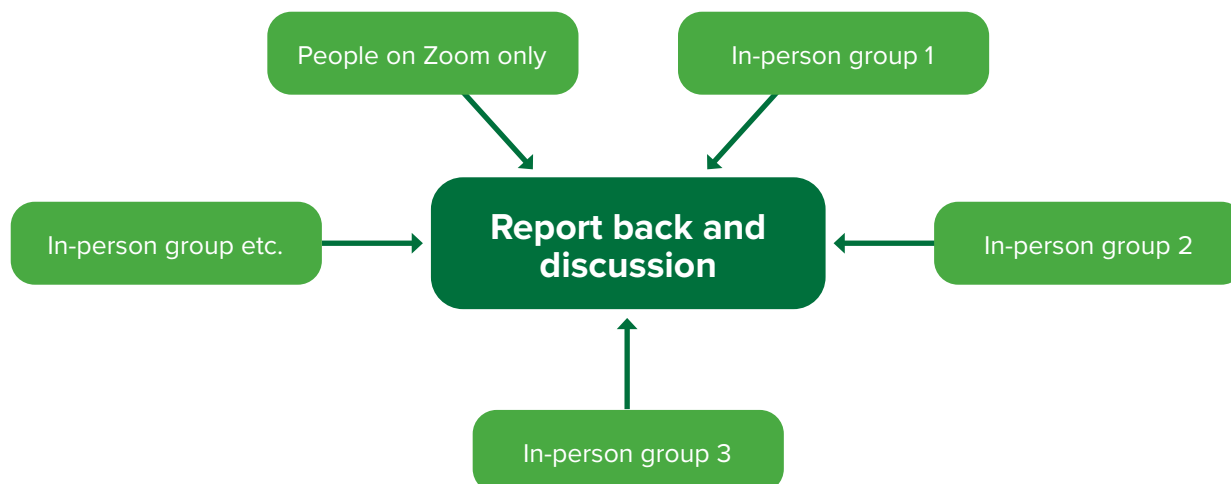 People on Zoom only
In-person group 1
In-person group etc.
Report back and
discussion
In-person group 2
In-person group 3